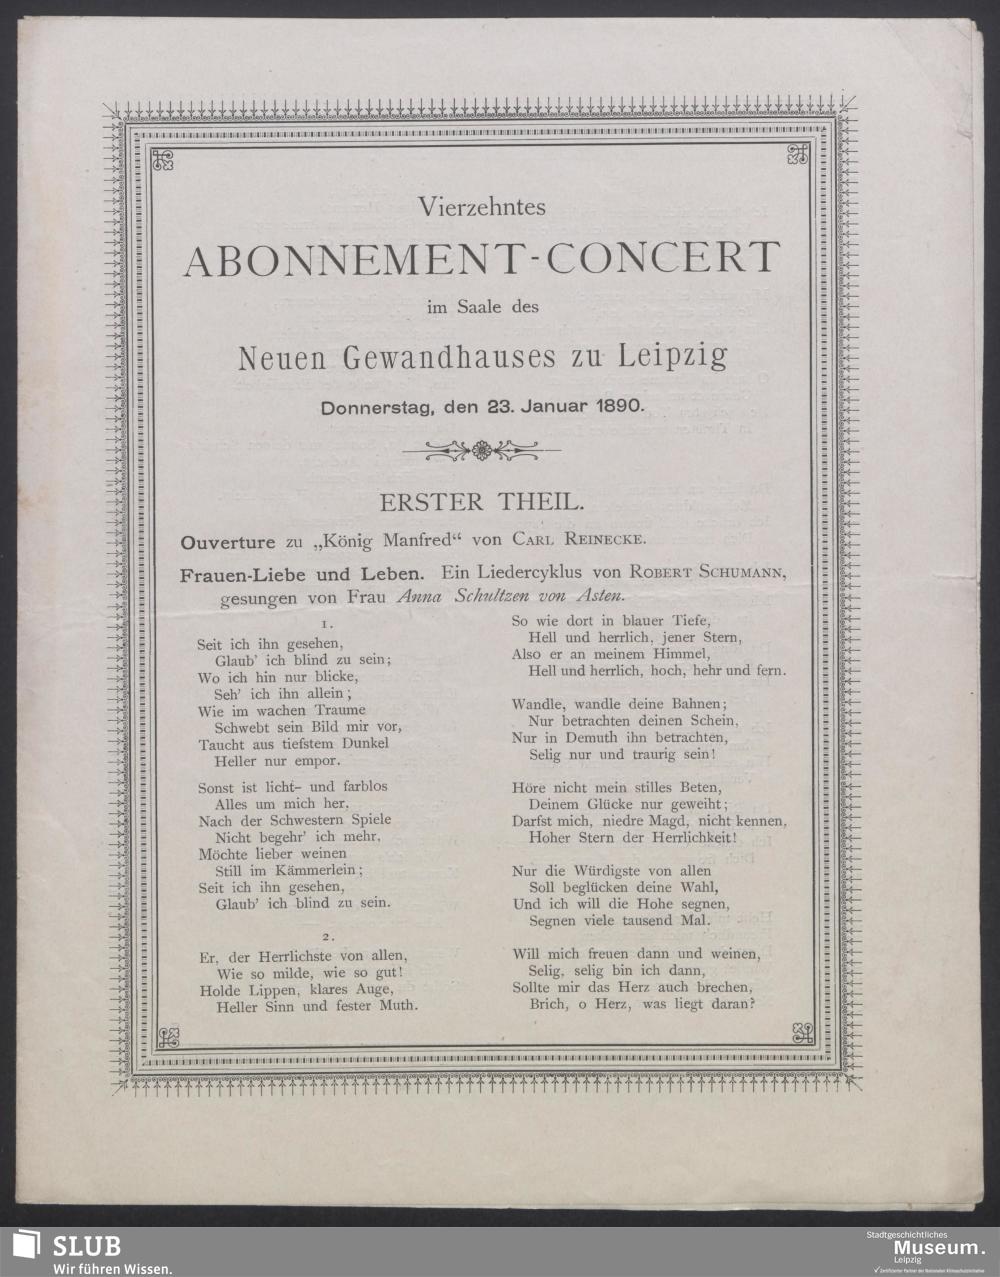 Vierzehntes
ABONNEMENT-CONCERT
im Saale des
Neuen Gewandhauses zu Leipzig
Donnerstag, den 23. Januar 1890.
ERSTER THEIL.
Ouverture zu „König Manfred“ von CARL REINECKE.
Frauen-Liebe und Leben. Ein Liedercyklus von ROBERT SCHUMANN,
gesungen von Frau Anna Schultzen von Asten.
1.
Seit ich ihn gesehen,
Glaub' ich blind zu sein;
Wo ich hin nur blicke,
Seh' ich ihn allein;
Wie im wachen Traume
Schwebt sein Bild mir vor,
Taucht aus tiefstem Dunkel
Heller nur empor.
Sonst ist licht- und farblos
Alles um mich her,
Nach der Schwestern Spiele
Nicht begehr' ich mehr,
Möchte lieber weinen
Still im Kämmerlein;
Seit ich ihn gesehen,
Glaub' ich blind zu sein.
2.
Er, der Herrlichste von allen,
Wie so milde, wie so gut!
Holde Lippen, klares Auge,
Heller Sinn und fester Muth.
So wie dort in blauer Tiefe,
Hell und herrlich, jener Stern,
Also er an meinem Himmel,
Hell und herrlich, hoch, hehr und fern.
Wandle, wandle deine Bahnen;
Nur betrachten deinen Schein,
Nur in Demuth ihn betrachten,
Selig nur und traurig sein!
Höre nicht mein stilles Beten,
Deinem Glücke nur geweiht;
Darfst mich, niedre Magd, nicht kennen,
Hoher Stern der Herrlichkeit!
Nur die Würdigste von allen
Soll beglücken deine Wahl,
Und ich will die Hohe segnen,
Segnen viele tausend Mal.
Will mich freuen dann und weinen,
Selig, selig bin ich dann,
Sollte mir das Herz auch brechen,
Brich, o Herz, was liegt daran?
SLUB
Wir führen Wissen.
Stadtgeschichtliches
Museum.
Leipzig
Zertifizierter Partner der Nationalen Klimaschutzinitiative